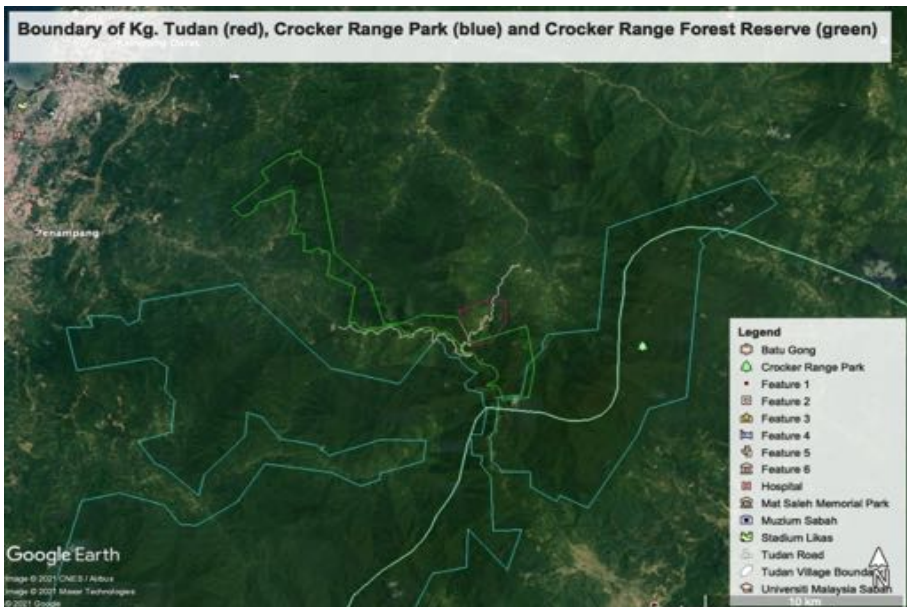 Boundary of Kg. Tudan (red), Crocker Range Park (blue) and Crocker Range Forest Reserve (green)
Penampang
Legend
Batu Gong
Crocker Range Park
Feature 1
Feature 2
Feature 3
Feature 4
Feature 5
Feature 6
Hospital
Mat Saleh Memorial Park
Muzium Sabah
Stadium Likas
Tudan Road
Tudan Village Boundary
Universiti Malaysia Sabah
N
10 km
Google Earth
Image © 2021 CNES / Airbus
Image © 2021 Maxar Technologies
© 2021 Google